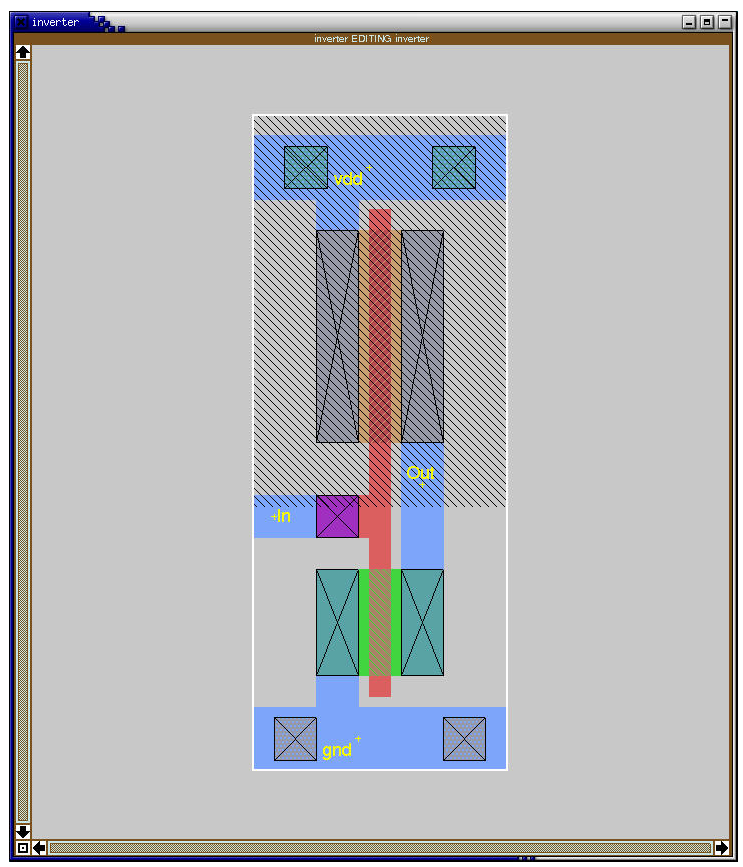 inverter
inverter EDITING inverter
vdd
Out
In
gnd